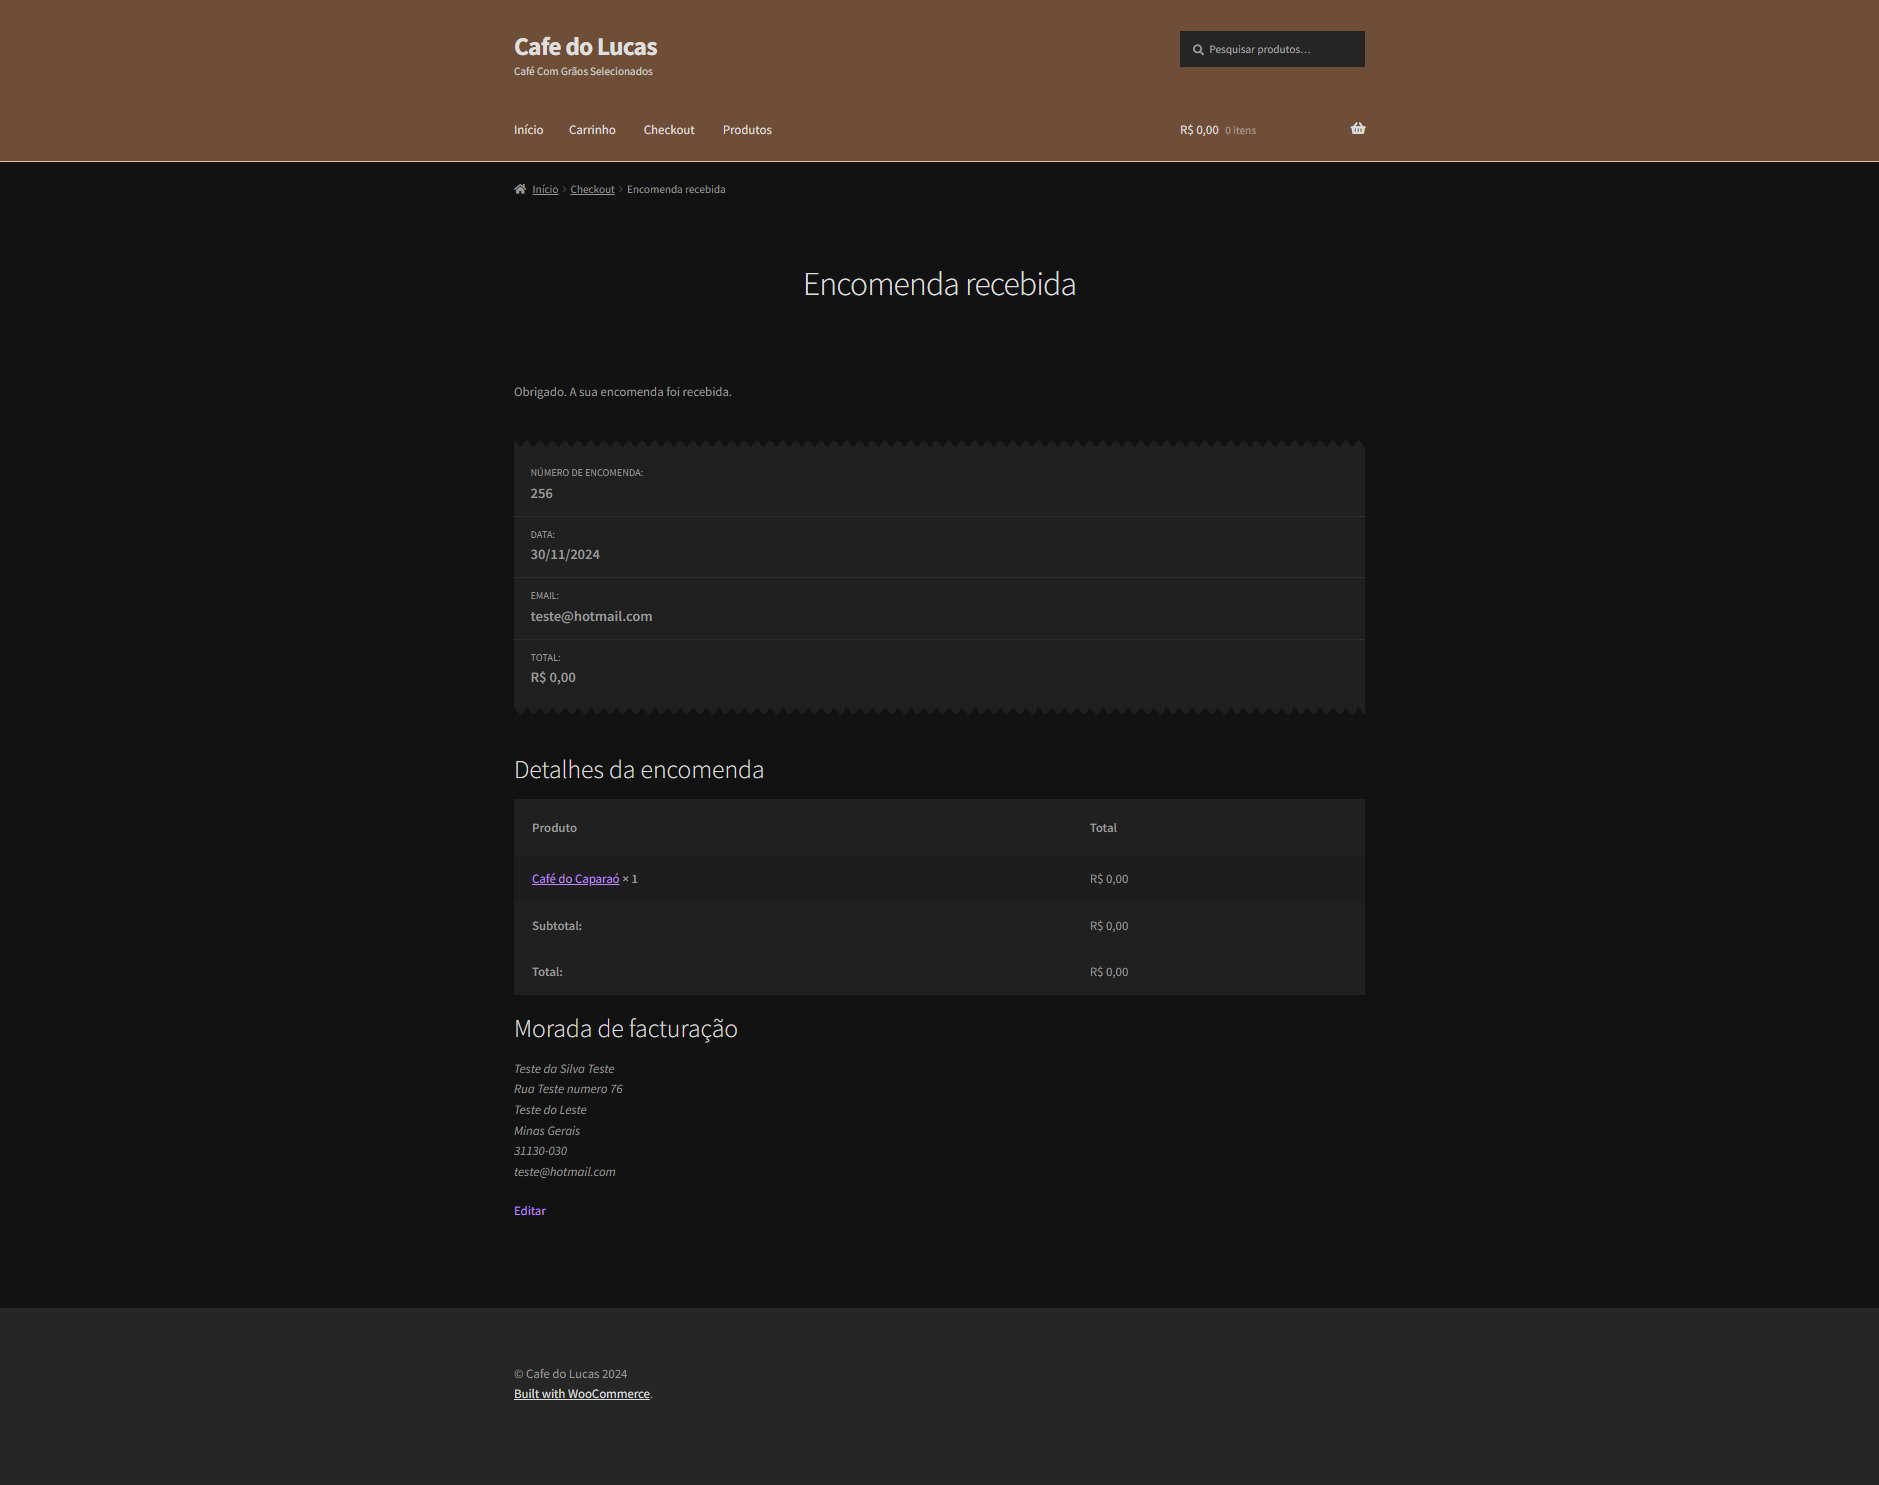 Cafe do Lucas
Café Com Grãos Selecionados
Pesquisar produtos…
Início Carrinho Checkout Produtos
R$ 0,00 0 itens
Início › Checkout › Encomenda recebida
Encomenda recebida
Obrigado. A sua encomenda foi recebida.
NÚMERO DE ENCOMENDA:
256
DATA:
30/11/2024
EMAIL:
teste@hotmail.com
TOTAL:
R$ 0,00
Detalhes da encomenda
Produto Total
Café do Caparaó × 1 R$ 0,00
Subtotal: R$ 0,00
Total: R$ 0,00
Morada de facturação
Teste da Silva Teste
Rua Teste numero 76
Teste do Leste
Minas Gerais
31130-030
teste@hotmail.com
Editar
© Cafe do Lucas 2024
Built with WooCommerce.